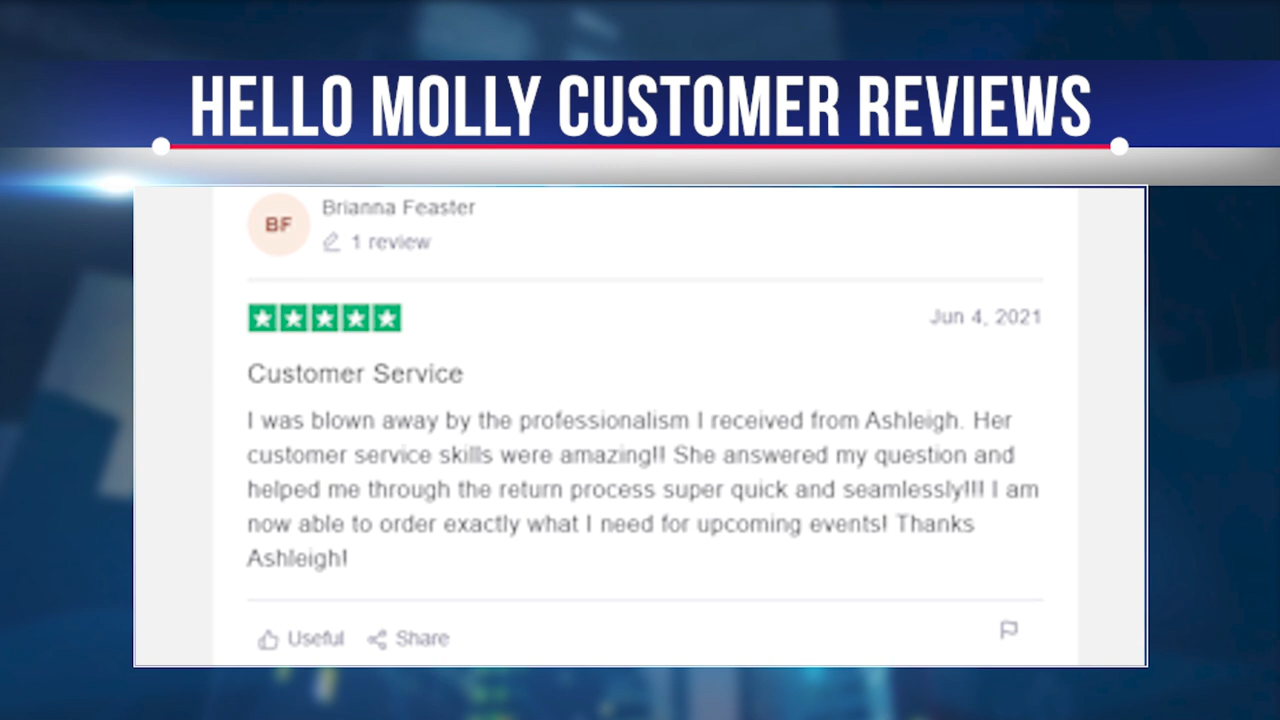 HELLO MOLLY CUSTOMER REVIEWS
BF
Brianna Feaster
1 review
Jun 4, 2021
Customer Service
I was blown away by the professionalism I received from Ashleigh. Her
customer service skills were amazing!! She answered my question and
helped me through the return process super quick and seamlessly!!! I am
now able to order exactly what I need for upcoming events! Thanks
Ashleigh!
Useful
Share